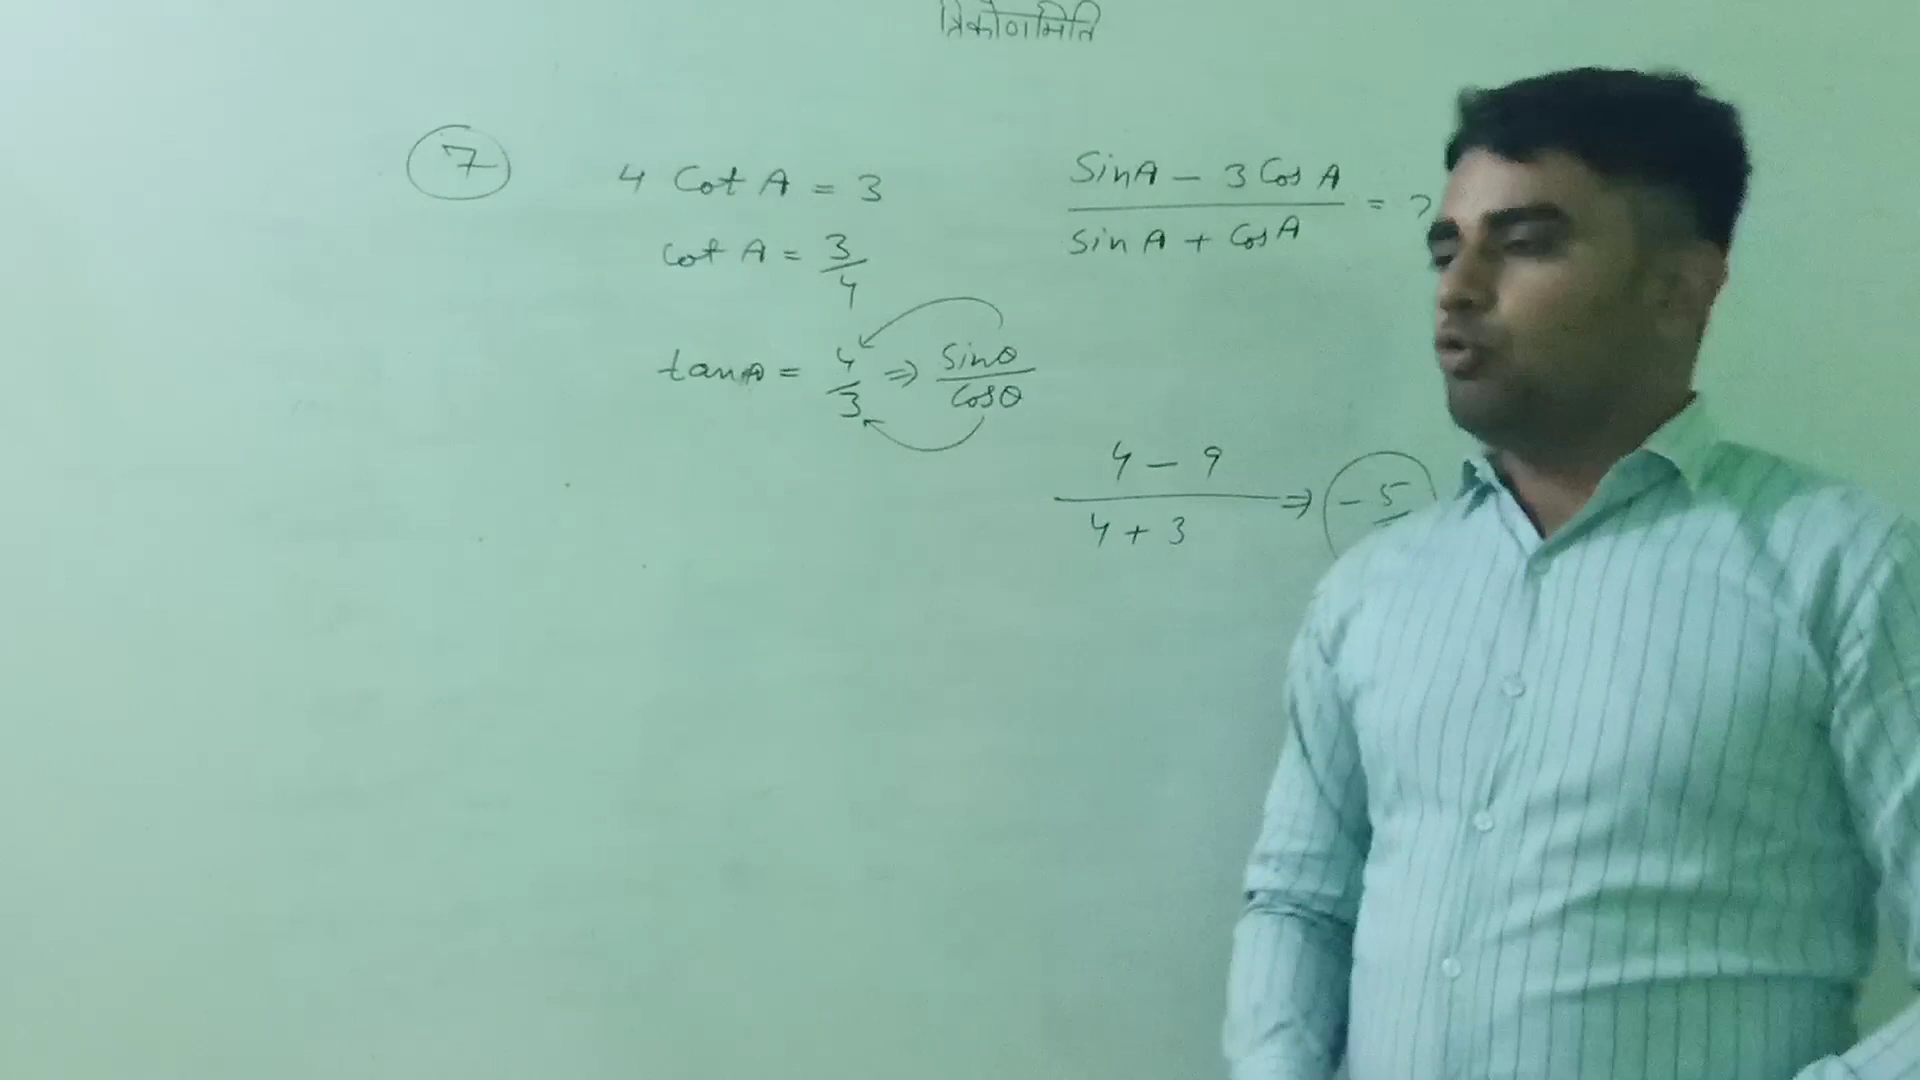 त्रिकोणमिति
7
4 Cot A = 3
Cot A = 3/4
tanA = 4/3 ⇒ Sinθ/Cosθ
SinA - 3 Cos A / Sin A + Cos A = ?
4 - 9 / 4 + 3 ⇒ - 5